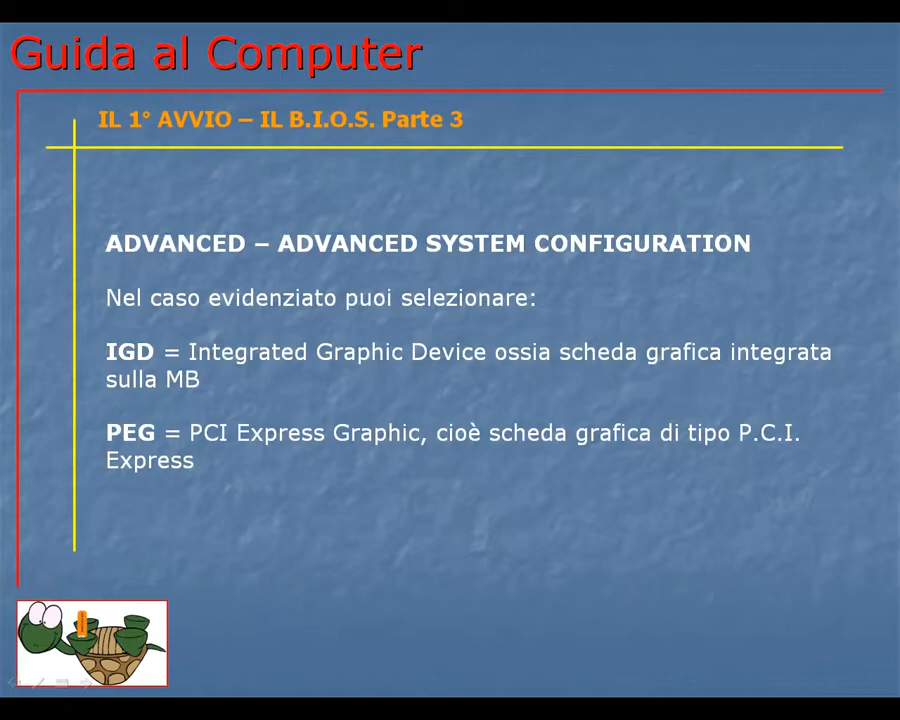 Guida al Computer
IL 1° AVVIO – IL B.I.O.S. Parte 3
ADVANCED – ADVANCED SYSTEM CONFIGURATION
Nel caso evidenziato puoi selezionare:
IGD = Integrated Graphic Device ossia scheda grafica integrata
sulla MB
PEG = PCI Express Graphic, cioè scheda grafica di tipo P.C.I.
Express